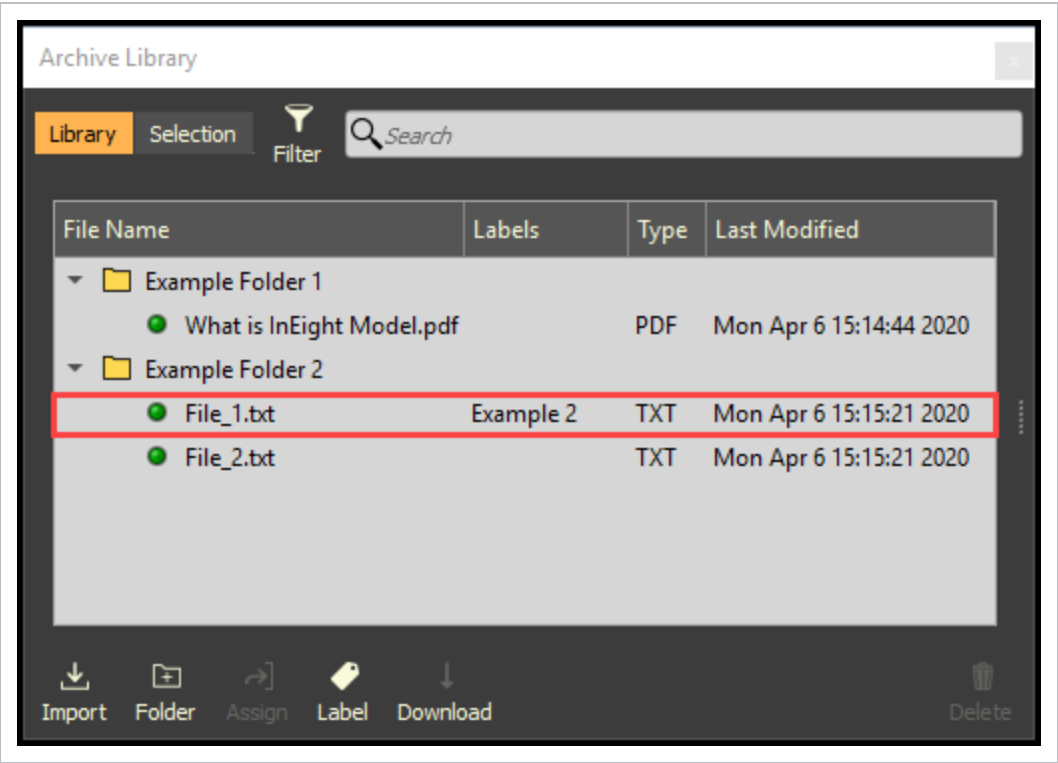 Archive Library
x
Library Selection Filter Search
File Name Labels Type Last Modified
Example Folder 1
What is InEight Model.pdf PDF Mon Apr 6 15:14:44 2020
Example Folder 2
File_1.txt Example 2 TXT Mon Apr 6 15:15:21 2020
File_2.txt TXT Mon Apr 6 15:15:21 2020
Import Folder Assign Label Download Delete